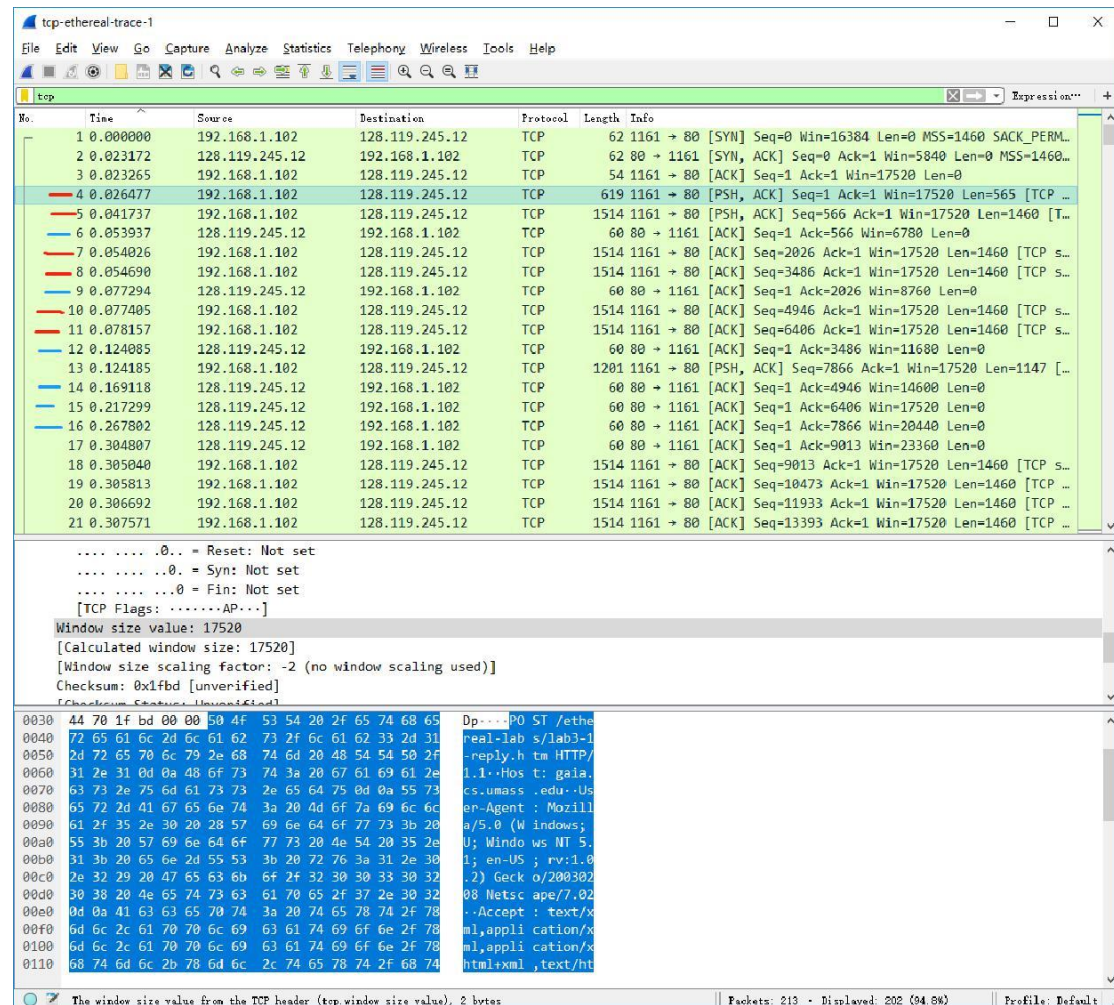 tcp-ethereal-trace-1
File Edit View Go Capture Analyze Statistics Telephony Wireless Tools Help
tcp
Expression…
No. Time Source Destination Protocol Length Info
1 0.000000 192.168.1.102 128.119.245.12 TCP 62 1161 → 80 [SYN] Seq=0 Win=16384 Len=0 MSS=1460 SACK_PERM…
2 0.023172 128.119.245.12 192.168.1.102 TCP 62 80 → 1161 [SYN, ACK] Seq=0 Ack=1 Win=5840 Len=0 MSS=1460…
3 0.023265 192.168.1.102 128.119.245.12 TCP 54 1161 → 80 [ACK] Seq=1 Ack=1 Win=17520 Len=0
4 0.026477 192.168.1.102 128.119.245.12 TCP 619 1161 → 80 [PSH, ACK] Seq=1 Ack=1 Win=17520 Len=565 [TCP …
5 0.041737 192.168.1.102 128.119.245.12 TCP 1514 1161 → 80 [PSH, ACK] Seq=566 Ack=1 Win=17520 Len=1460 [T…
6 0.053937 128.119.245.12 192.168.1.102 TCP 60 80 → 1161 [ACK] Seq=1 Ack=566 Win=6780 Len=0
7 0.054026 192.168.1.102 128.119.245.12 TCP 1514 1161 → 80 [ACK] Seq=2026 Ack=1 Win=17520 Len=1460 [TCP s…
8 0.054690 192.168.1.102 128.119.245.12 TCP 1514 1161 → 80 [ACK] Seq=3486 Ack=1 Win=17520 Len=1460 [TCP s…
9 0.077294 128.119.245.12 192.168.1.102 TCP 60 80 → 1161 [ACK] Seq=1 Ack=2026 Win=8760 Len=0
10 0.077405 192.168.1.102 128.119.245.12 TCP 1514 1161 → 80 [ACK] Seq=4946 Ack=1 Win=17520 Len=1460 [TCP s…
11 0.078157 192.168.1.102 128.119.245.12 TCP 1514 1161 → 80 [ACK] Seq=6406 Ack=1 Win=17520 Len=1460 [TCP s…
12 0.124085 128.119.245.12 192.168.1.102 TCP 60 80 → 1161 [ACK] Seq=1 Ack=3486 Win=11680 Len=0
13 0.124185 192.168.1.102 128.119.245.12 TCP 1201 1161 → 80 [PSH, ACK] Seq=7866 Ack=1 Win=17520 Len=1147 […
14 0.169118 128.119.245.12 192.168.1.102 TCP 60 80 → 1161 [ACK] Seq=1 Ack=4946 Win=14600 Len=0
15 0.217299 128.119.245.12 192.168.1.102 TCP 60 80 → 1161 [ACK] Seq=1 Ack=6406 Win=17520 Len=0
16 0.267802 128.119.245.12 192.168.1.102 TCP 60 80 → 1161 [ACK] Seq=1 Ack=7866 Win=20440 Len=0
17 0.304807 128.119.245.12 192.168.1.102 TCP 60 80 → 1161 [ACK] Seq=1 Ack=9013 Win=23360 Len=0
18 0.305040 192.168.1.102 128.119.245.12 TCP 1514 1161 → 80 [ACK] Seq=9013 Ack=1 Win=17520 Len=1460 [TCP s…
19 0.305813 192.168.1.102 128.119.245.12 TCP 1514 1161 → 80 [ACK] Seq=10473 Ack=1 Win=17520 Len=1460 [TCP …
20 0.306692 192.168.1.102 128.119.245.12 TCP 1514 1161 → 80 [ACK] Seq=11933 Ack=1 Win=17520 Len=1460 [TCP …
21 0.307571 192.168.1.102 128.119.245.12 TCP 1514 1161 → 80 [ACK] Seq=13393 Ack=1 Win=17520 Len=1460 [TCP …
.... .... .0.. = Reset: Not set
.... .... ..0. = Syn: Not set
.... .... ...0 = Fin: Not set
[TCP Flags: ·······AP···]
Window size value: 17520
[Calculated window size: 17520]
[Window size scaling factor: -2 (no window scaling used)]
Checksum: 0x1fbd [unverified]
[Checksum Status: Unverified]
0030 44 70 1f bd 00 00 50 4f 53 54 20 2f 65 74 68 65 Dp····PO ST /ethe
0040 72 65 61 6c 2d 6c 61 62 73 2f 6c 61 62 33 2d 31 real-lab s/lab3-1
0050 2d 72 65 70 6c 79 2e 68 74 6d 20 48 54 54 50 2f -reply.h tm HTTP/
0060 31 2e 31 0d 0a 48 6f 73 74 3a 20 67 61 69 61 2e 1.1··Hos t: gaia.
0070 63 73 2e 75 6d 61 73 73 2e 65 64 75 0d 0a 55 73 cs.umass .edu··Us
0080 65 72 2d 41 67 65 6e 74 3a 20 4d 6f 7a 69 6c 6c er-Agent : Mozill
0090 61 2f 35 2e 30 20 28 57 69 6e 64 6f 77 73 3b 20 a/5.0 (W indows;
00a0 55 3b 20 57 69 6e 64 6f 77 73 20 4e 54 20 35 2e U; Windo ws NT 5.
00b0 31 3b 20 65 6e 2d 55 53 3b 20 72 76 3a 31 2e 30 1; en-US ; rv:1.0
00c0 2e 32 29 20 47 65 63 6b 6f 2f 32 30 30 33 30 32 .2) Geck o/200302
00d0 30 38 20 4e 65 74 73 63 61 70 65 2f 37 2e 30 32 08 Netsc ape/7.02
00e0 0d 0a 41 63 63 65 70 74 3a 20 74 65 78 74 2f 78 ··Accept : text/x
00f0 6d 6c 2c 61 70 70 6c 69 63 61 74 69 6f 6e 2f 78 ml,appli cation/x
0100 6d 6c 2c 61 70 70 6c 69 63 61 74 69 6f 6e 2f 78 ml,appli cation/x
0110 68 74 6d 6c 2b 78 6d 6c 2c 74 65 78 74 2f 68 74 html+xml ,text/ht
The window size value from the TCP header (tcp.window_size_value), 2 bytes
Packets: 213 · Displayed: 202 (94.8%)
Profile: Default